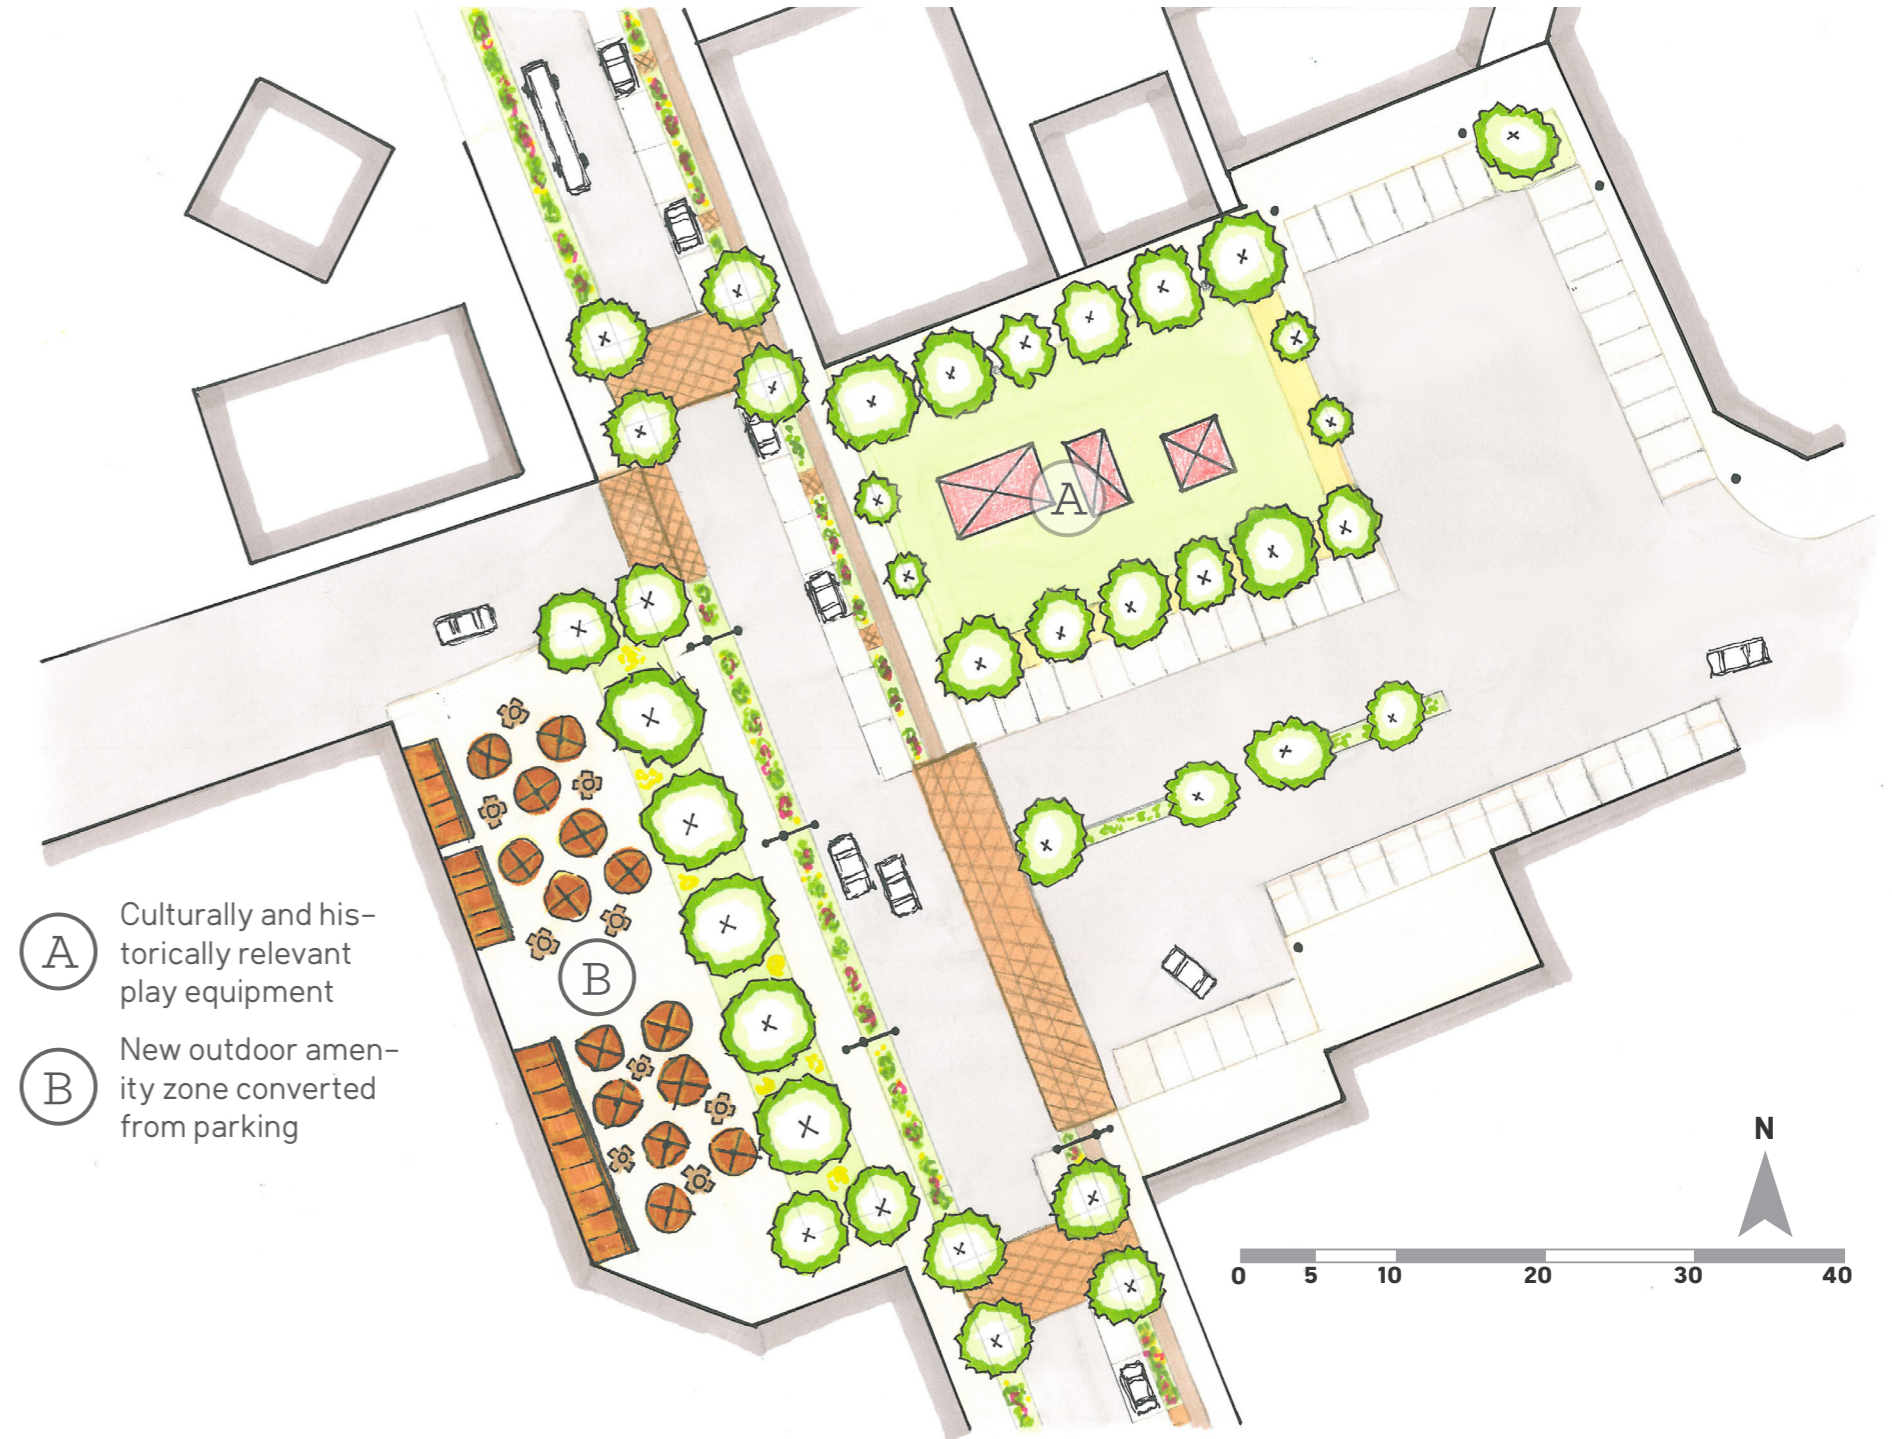 A
B
A
Culturally and his-
torically relevant
play equipment
B
New outdoor amen-
ity zone converted
from parking
N
0 5 10 20 30 40